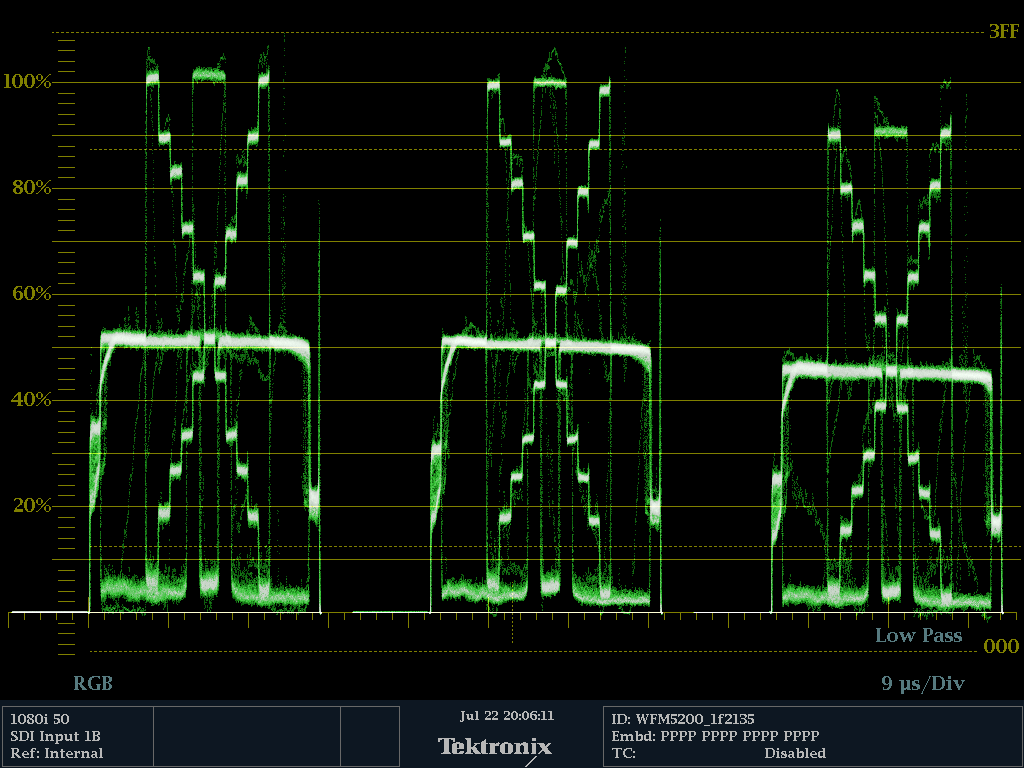 3FF
100%
80%
60%
40%
20%
Low Pass
000
RGB
9 µs/Div
1080i 50
SDI Input 1B
Ref: Internal
Jul 22 20:06:11
Tektronix
ID: WFM5200_1f2135
Embd: PPPP PPPP PPPP PPPP
TC: Disabled